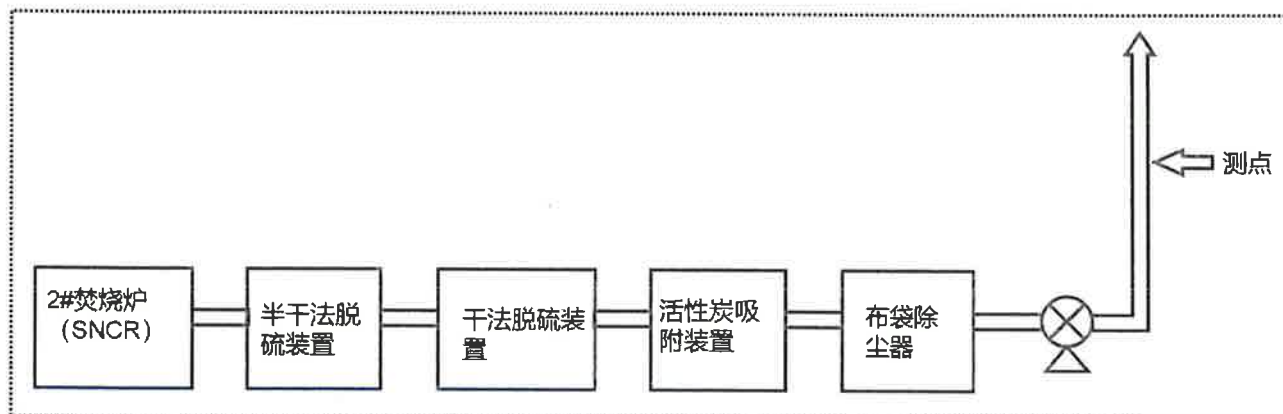 测点
2#焚烧炉
(SNCR)
半干法脱
硫装置
干法脱硫装
置
活性炭吸
附装置
布袋除
尘器